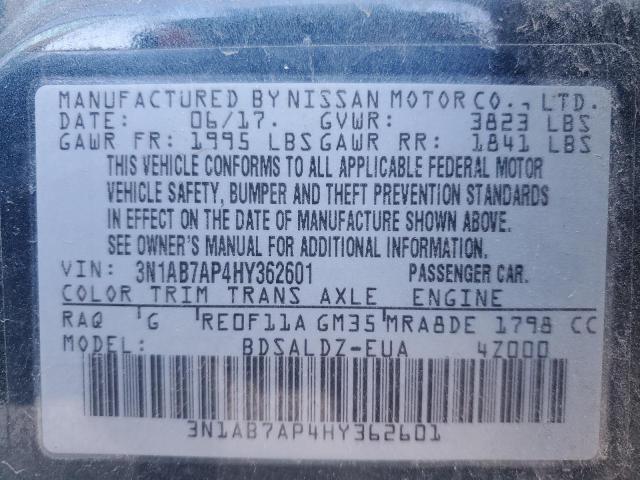 MANUFACTURED BY NISSAN MOTOR CO., LTD.
DATE: 06/17. GVWR: 3823 LBS
GAWR FR: 1995 LBS GAWR RR: 1841 LBS
THIS VEHICLE CONFORMS TO ALL APPLICABLE FEDERAL MOTOR
VEHICLE SAFETY, BUMPER AND THEFT PREVENTION STANDARDS
IN EFFECT ON THE DATE OF MANUFACTURE SHOWN ABOVE.
SEE OWNER'S MANUAL FOR ADDITIONAL INFORMATION.
VIN: 3N1AB7AP4HY362601 PASSENGER CAR.
COLOR TRIM TRANS AXLE ENGINE
RAQ G RE0F11A GM35 MRA8DE 1798 CC
MODEL: BDSALDZ-EUA 4Z000
3N1AB7AP4HY362601